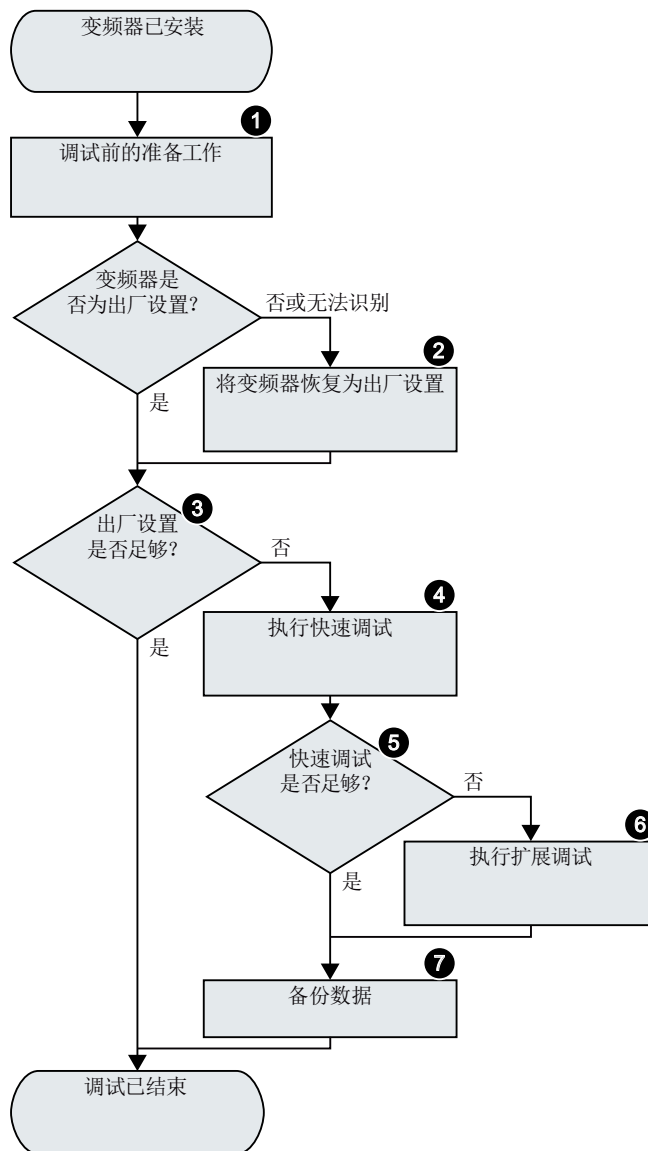 变频器已安装
1
调试前的准备工作
变频器是
否为出厂设置？
否或无法识别
2
将变频器恢复为出厂设置
是
出厂设置
是否足够？
3
否
4
执行快速调试
是
快速调试
是否足够？
5
否
6
执行扩展调试
是
7
备份数据
调试已结束